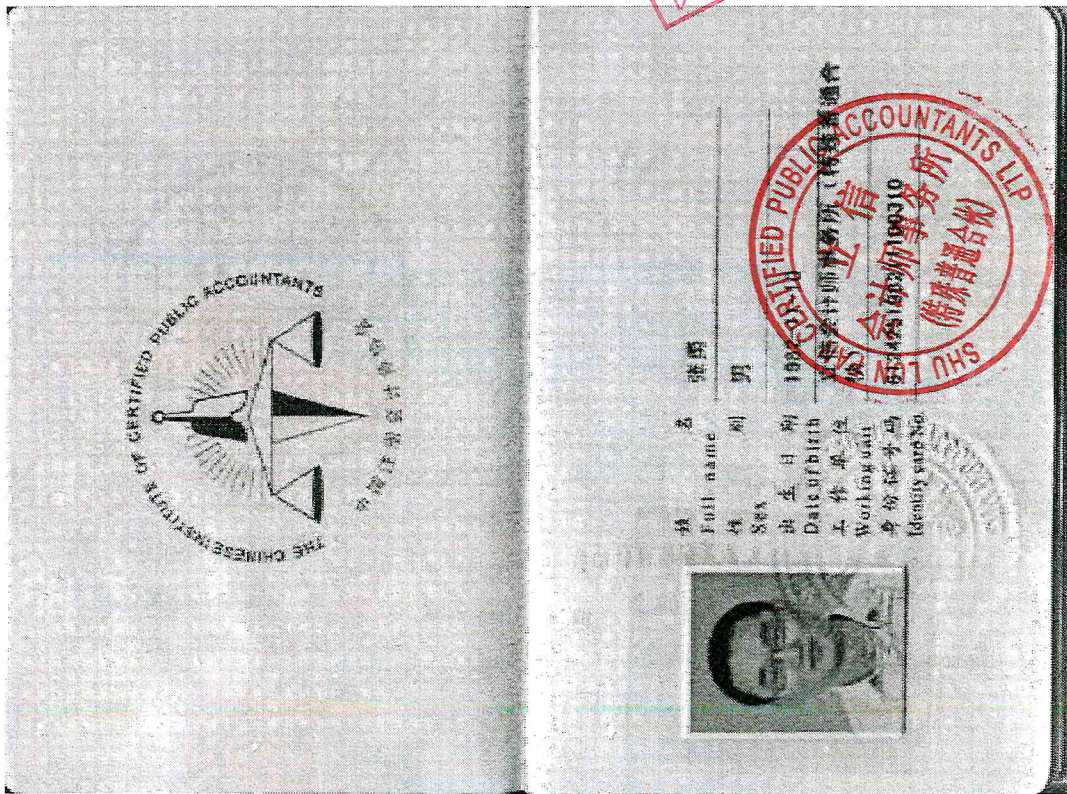 THE CHINESE INSTITUTE OF CERTIFIED PUBLIC ACCOUNTANTS
中国注册会计师协会
姓 名
Full name
性 别 男
Sex
出 生 日 期
Date of birth
工 作 单 位 立信会计师事务所（特殊普通合
Working unit 伙
身份证号码
Identity card No.
SHU LUN PAN CERTIFIED PUBLIC ACCOUNTANTS LLP
立信
会计师事务所
(特殊普通合伙)